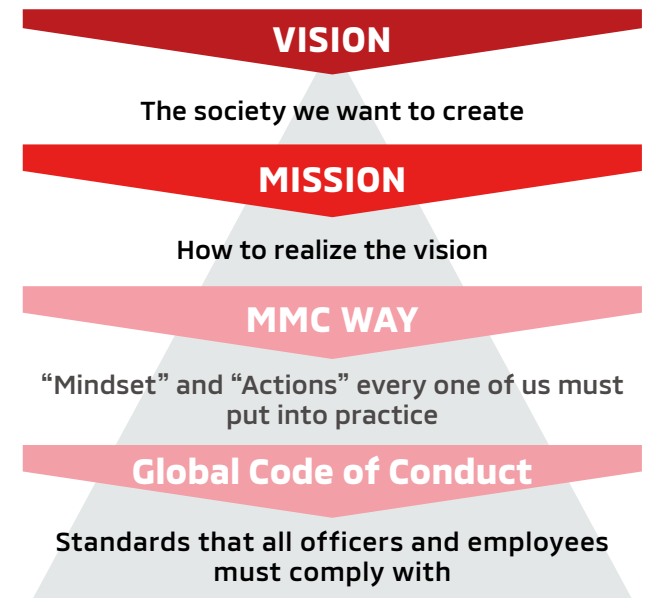 VISION
The society we want to create
MISSION
How to realize the vision
MMC WAY
“Mindset” and “Actions” every one of us must
put into practice
Global Code of Conduct
Standards that all officers and employees
must comply with